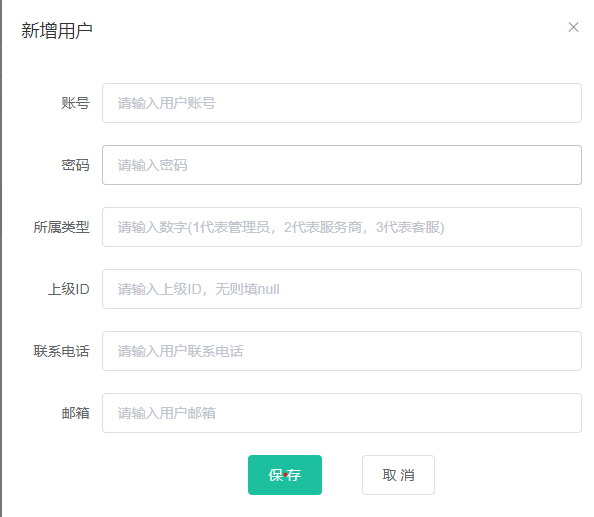 新增用户
账号 请输入用户账号
密码 请输入密码
所属类型 请输入数字(1代表管理员，2代表服务商，3代表客服)
上级ID 请输入上级ID，无则填null
联系电话 请输入用户联系电话
邮箱 请输入用户邮箱
保存 取消